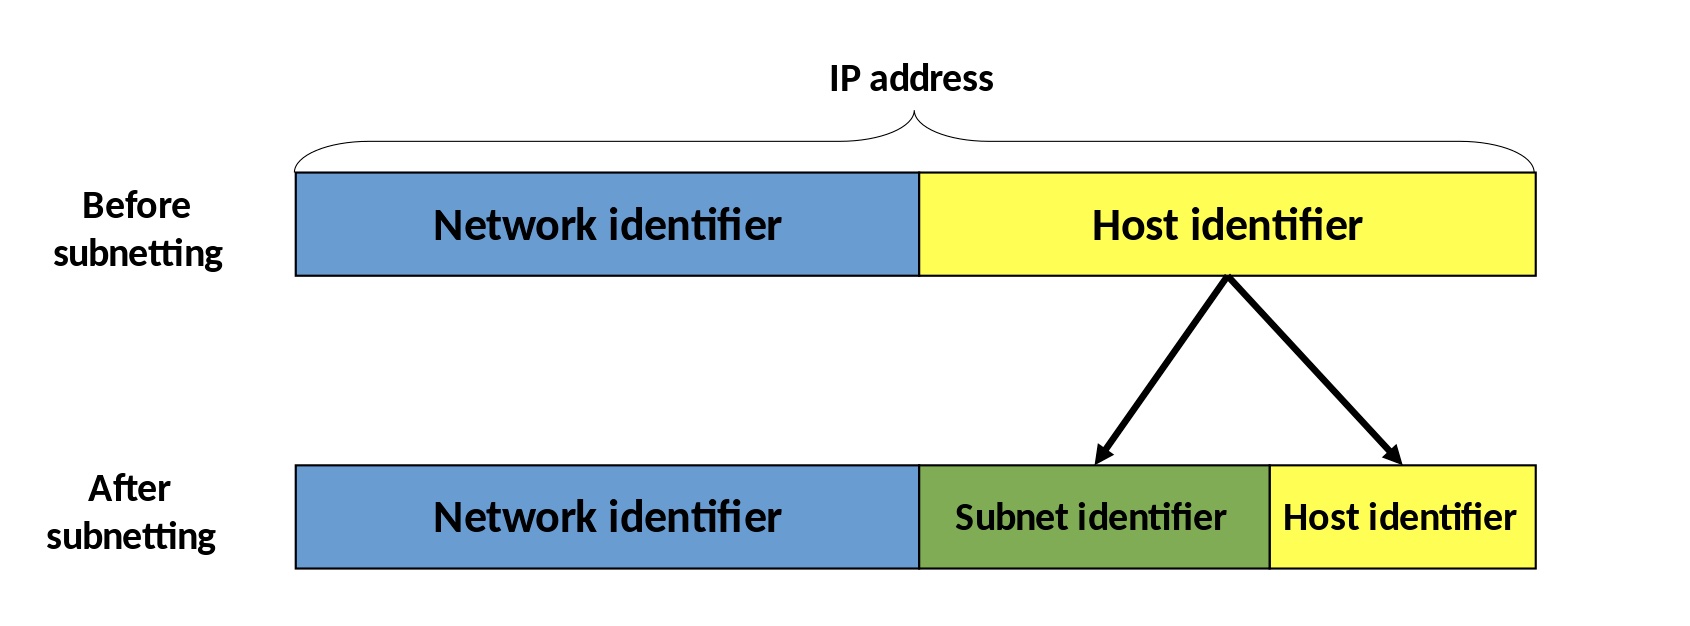 IP address
Before
subnetting
Network identifier
Host identifier
After
subnetting
Network identifier
Subnet identifier
Host identifier